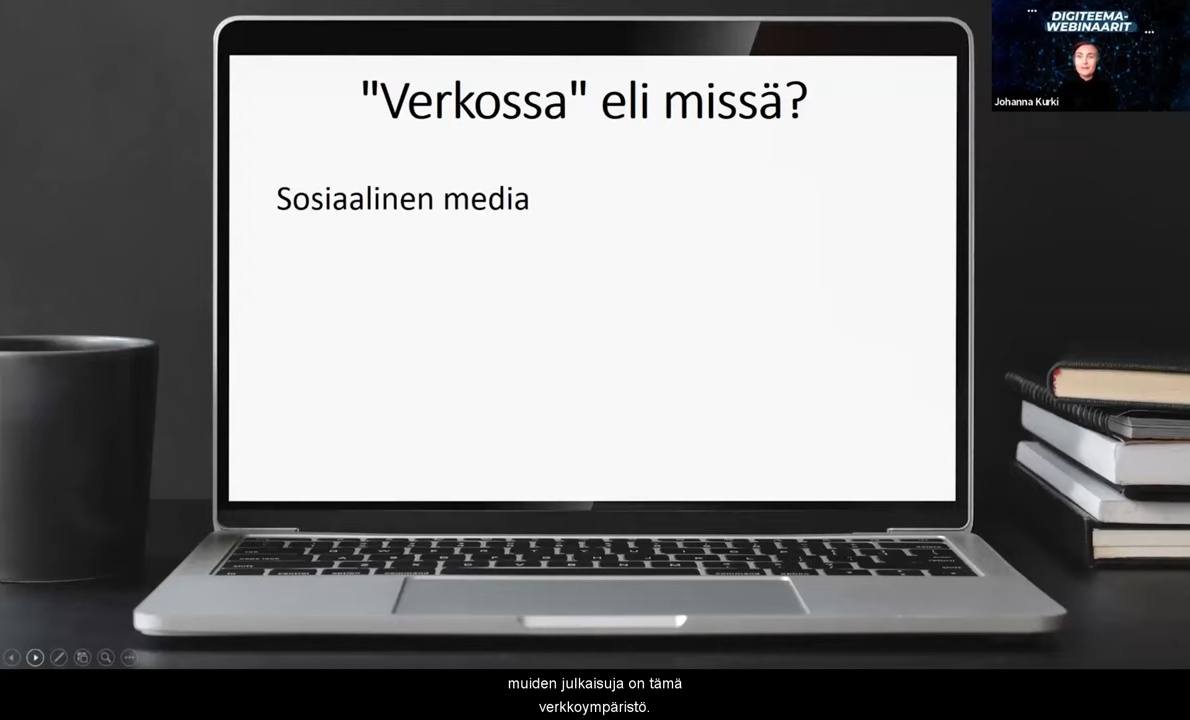 "Verkossa" eli missä?
Sosiaalinen media
DIGITEEMA-
WEBINAARIT
Johanna Kurki
muiden julkaisuja on tämä
verkkoympäristö.